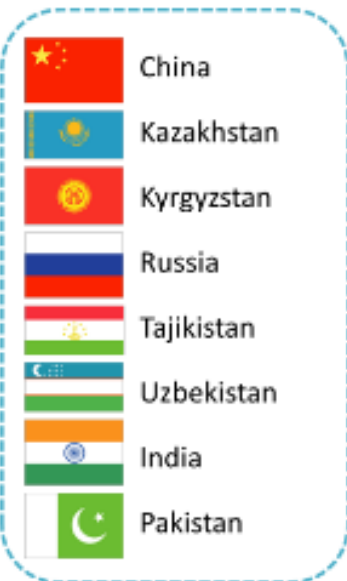 China
Kazakhstan
Kyrgyzstan
Russia
Tajikistan
Uzbekistan
India
Pakistan